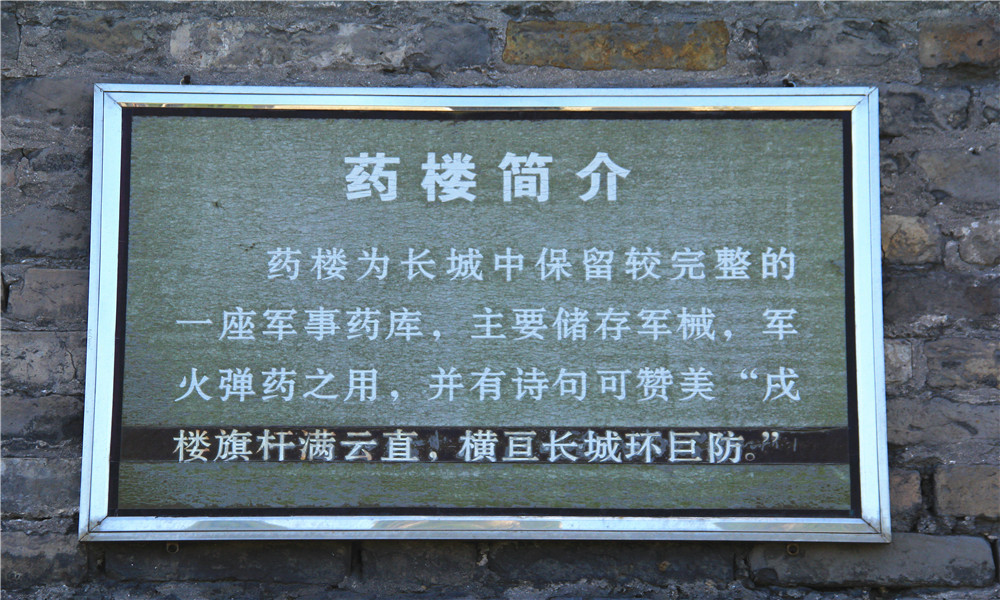 药楼简介
药楼为长城中保留较完整的
一座军事药库，主要储存军械，军
火弹药之用，并有诗句可赞美“戌
楼旗杆满云直，横亘长城环巨防。”